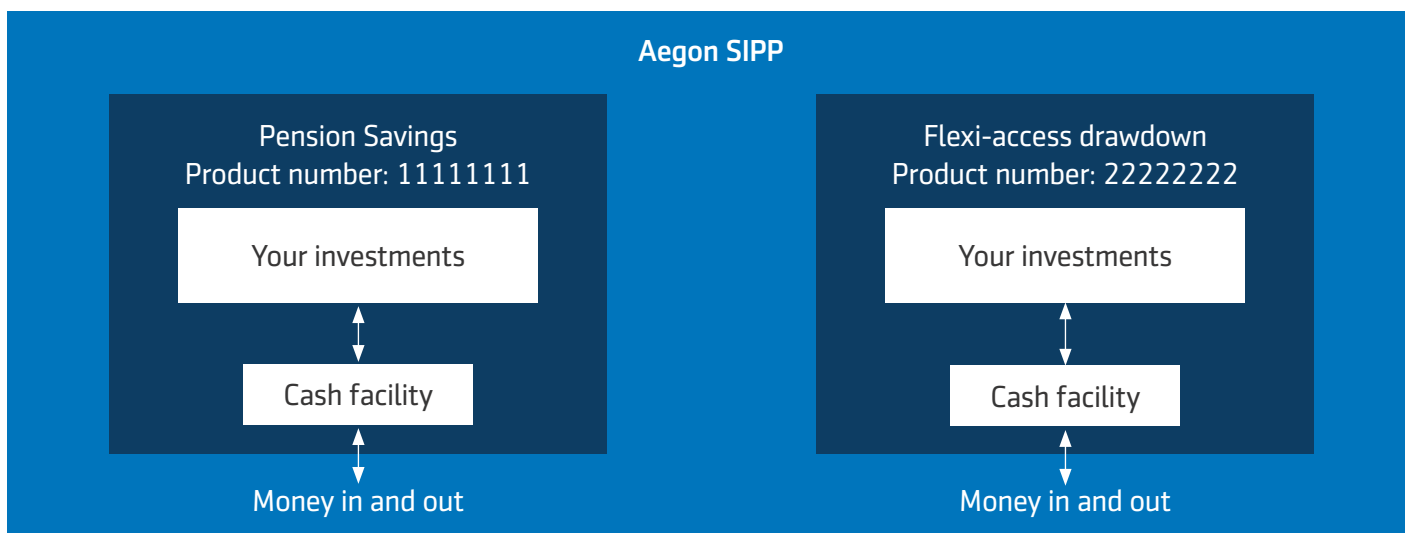 Aegon SIPP
Pension Savings
Product number: 11111111
Your investments
Cash facility
Money in and out
Flexi-access drawdown
Product number: 22222222
Your investments
Cash facility
Money in and out